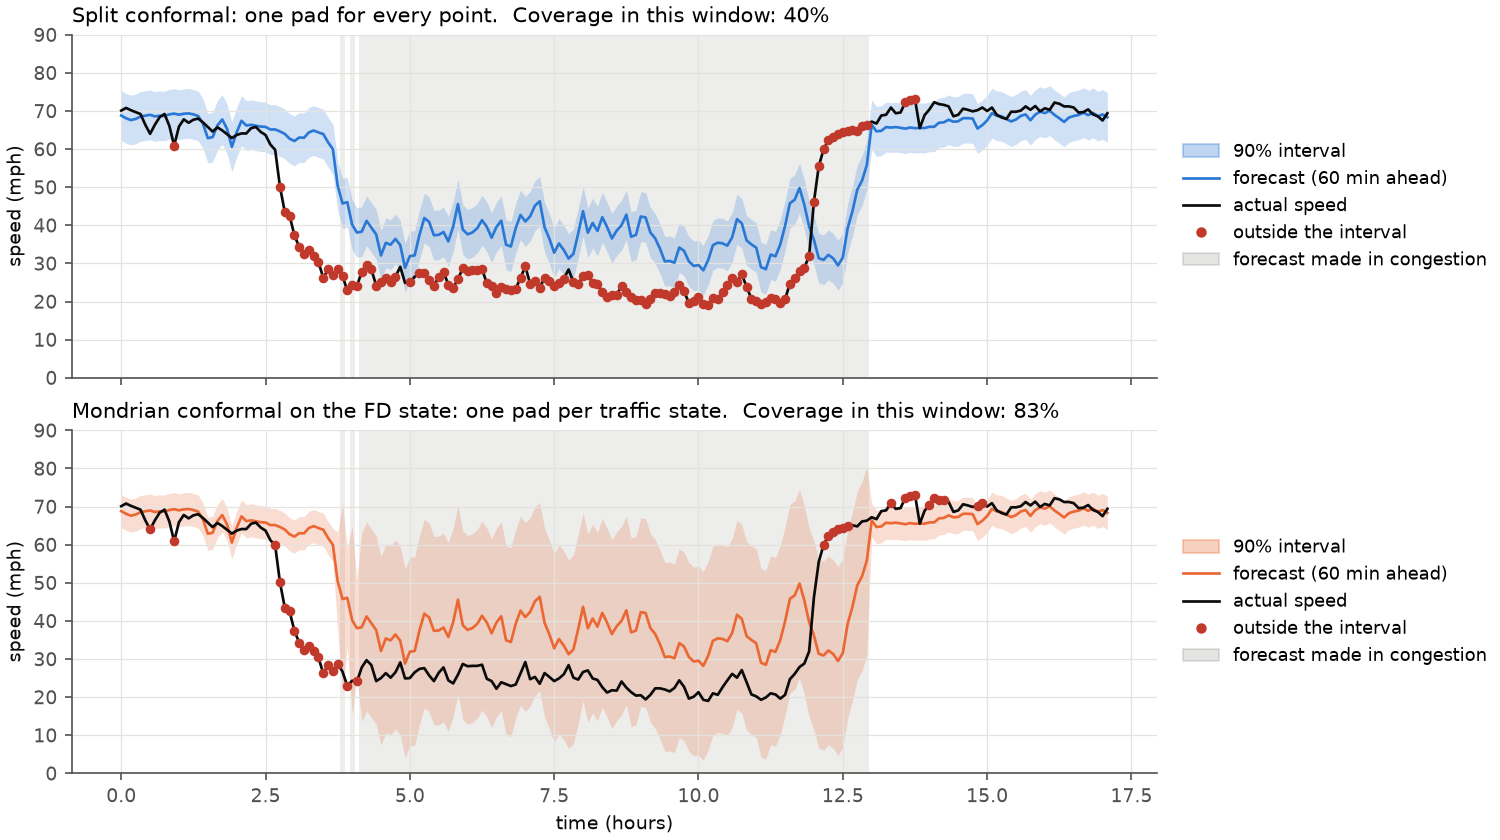 Split conformal: one pad for every point.  Coverage in this window: 40%
90
80
70
60
50
40
30
20
10
0
speed (mph)
90% interval
forecast (60 min ahead)
actual speed
outside the interval
forecast made in congestion
Mondrian conformal on the FD state: one pad per traffic state.  Coverage in this window: 83%
90
80
70
60
50
40
30
20
10
0
speed (mph)
90% interval
forecast (60 min ahead)
actual speed
outside the interval
forecast made in congestion
0.0 2.5 5.0 7.5 10.0 12.5 15.0 17.5
time (hours)